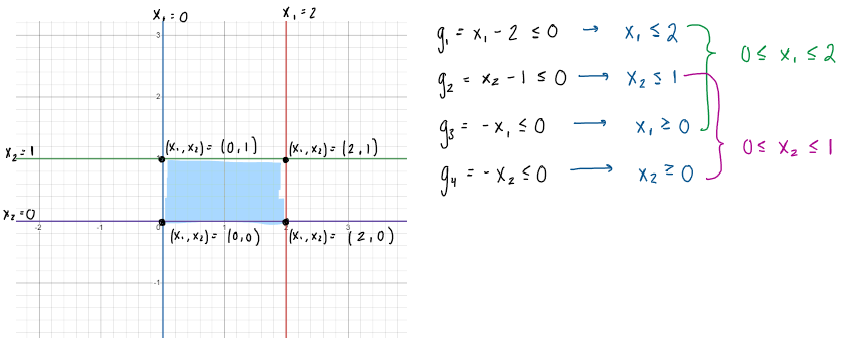 x₁ = 0
x₁ = 2
3
2
x₂ = 1
(x₁, x₂) = (0, 1)
(x₁, x₂) = (2, 1)
x₂ = 0
-2
0
2
3
(x₁, x₂) = (0, 0)
(x₁, x₂) = (2, 0)
-1
g₁ = x₁ - 2 ≤ 0 → x₁ ≤ 2
0 ≤ x₁ ≤ 2
g₂ = x₂ - 1 ≤ 0 → x₂ ≤ 1
g₃ = -x₁ ≤ 0 → x₁ ≥ 0
0 ≤ x₂ ≤ 1
g₄ = -x₂ ≤ 0 → x₂ ≥ 0